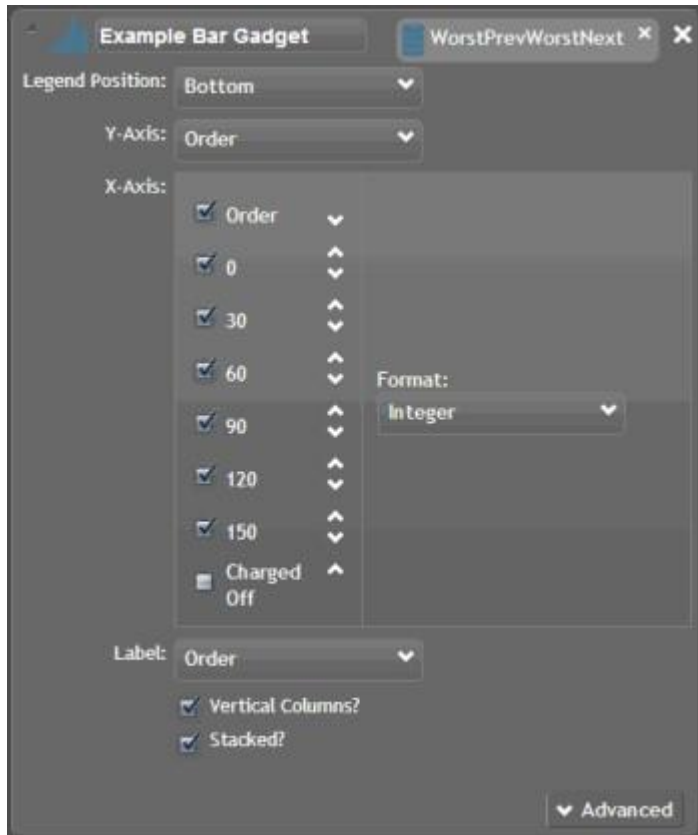 Example Bar Gadget
WorstPrevWorstNext
Legend Position: Bottom
Y-Axis: Order
X-Axis:
Order
0
30
60
Format:
90
Integer
120
150
Charged
Off
Label: Order
Vertical Columns?
Stacked?
Advanced